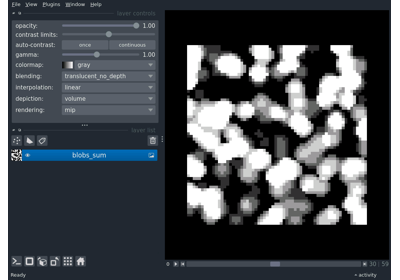 File View Plugins Window Help
layer controls
opacity: 1.00
contrast limits:
auto-contrast: once continuous
gamma: 1.00
colormap: gray
blending: translucent_no_depth
interpolation: linear
depiction: volume
rendering: mip
layer list
blobs_sum
30 59
Ready activity